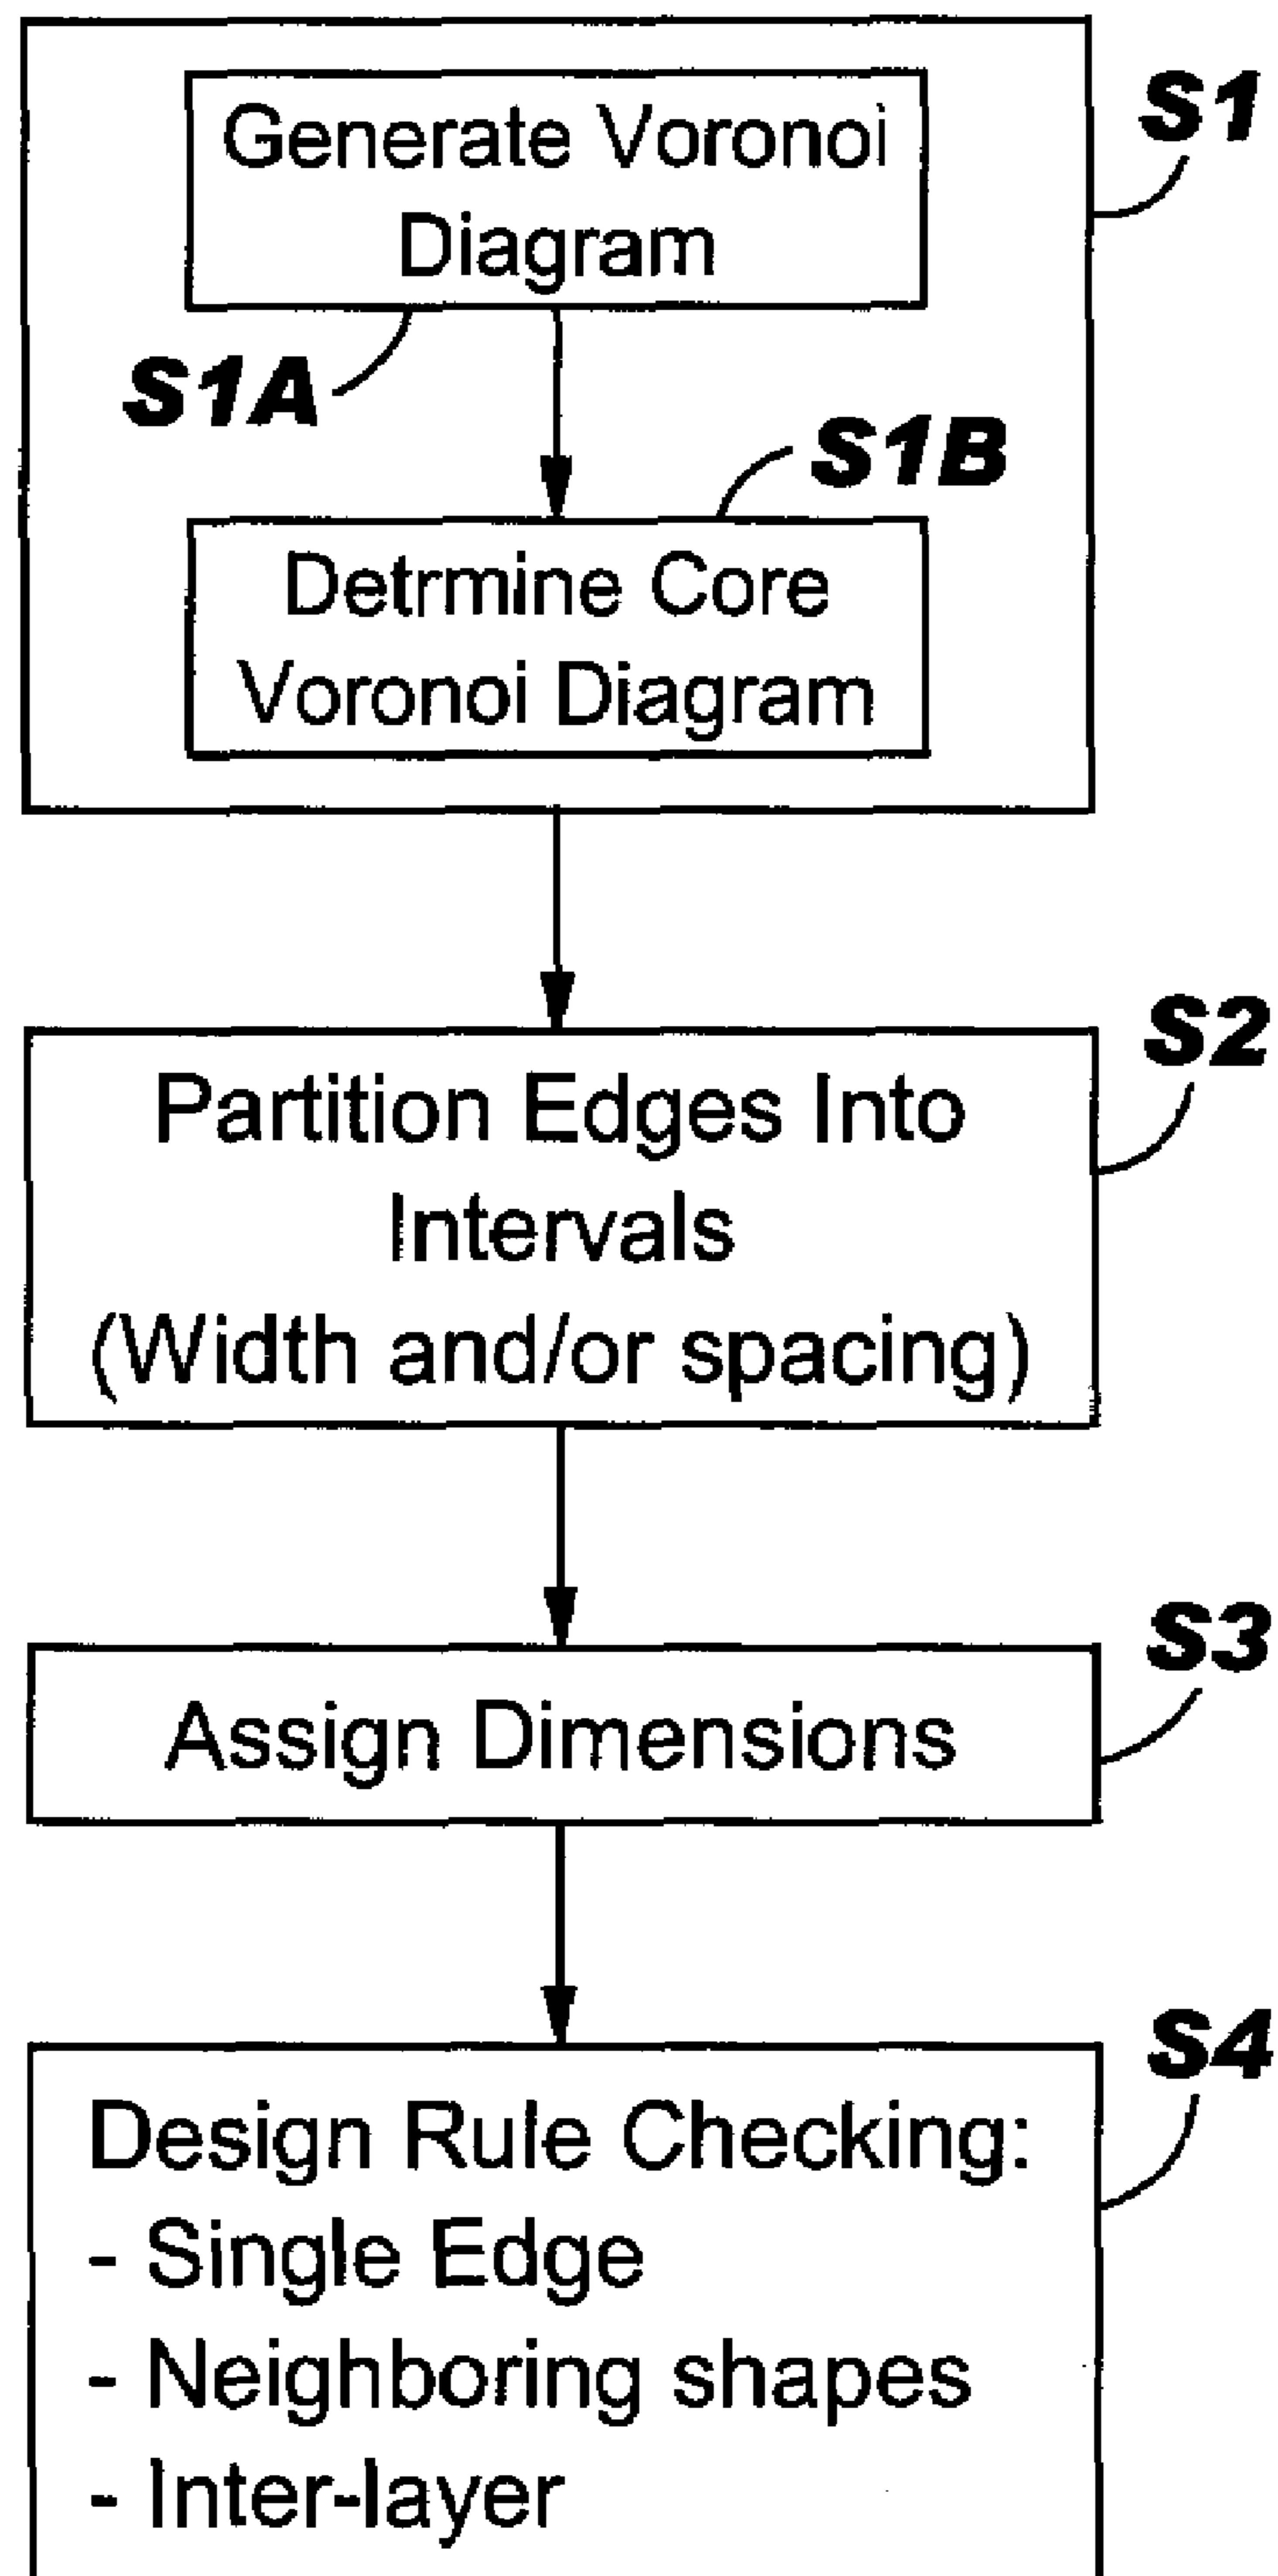 Generate Voronoi
Diagram
S1
S1A
S1B
Detrmine Core
Voronoi Diagram
Partition Edges Into
Intervals
(Width and/or spacing)
S2
Assign Dimensions
S3
Design Rule Checking:
- Single Edge
- Neighboring shapes
- Inter-layer
S4